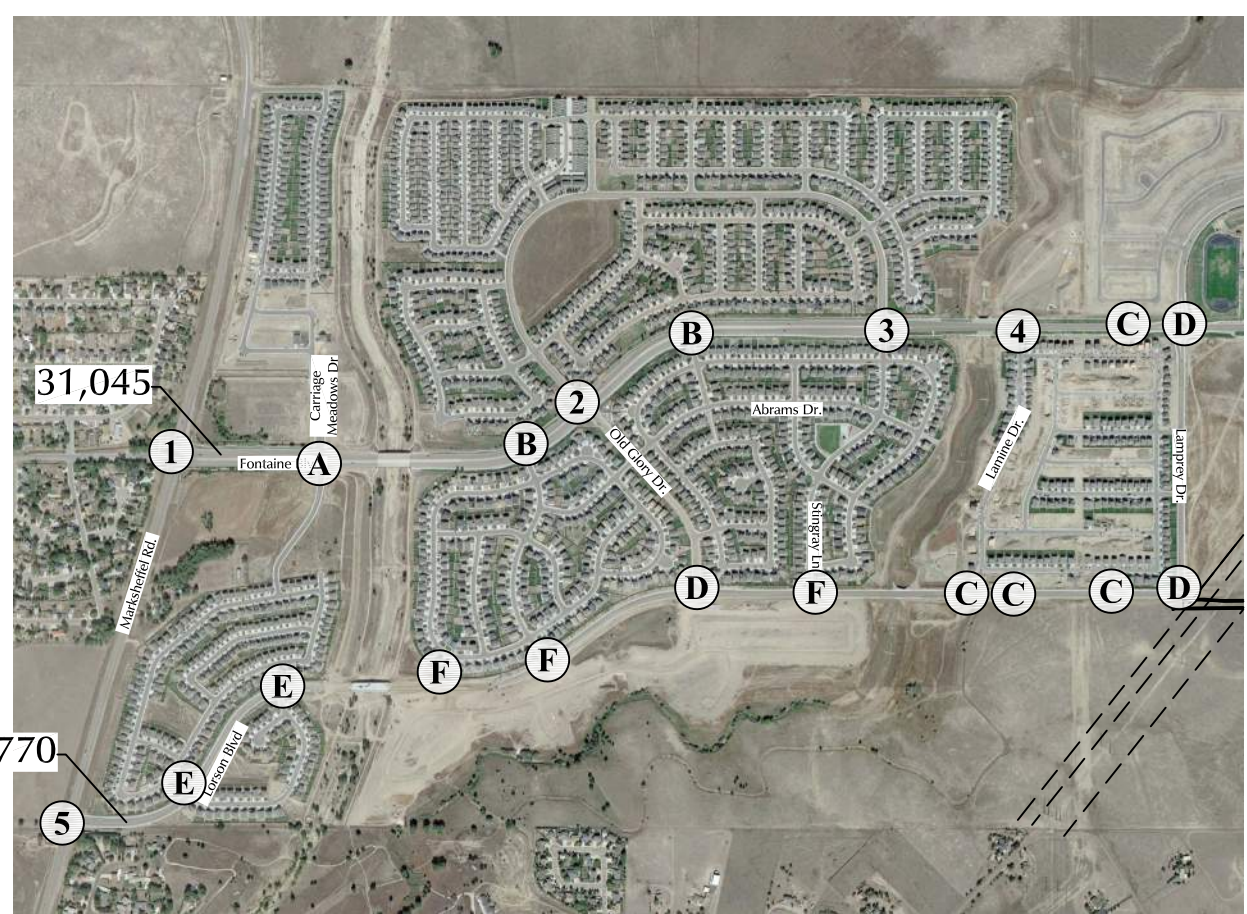 B
3
4
C
D
31,045
Carriage
Meadows Dr.
2
Abrams Dr.
B
1
Fontaine
A
Old Glory Dr.
Lamine Dr.
Lamprey Dr.
Stingray Ln
Marksheffel Rd.
D
F
C
C
C
D
F
F
E
770
E
Lorson Blvd
5